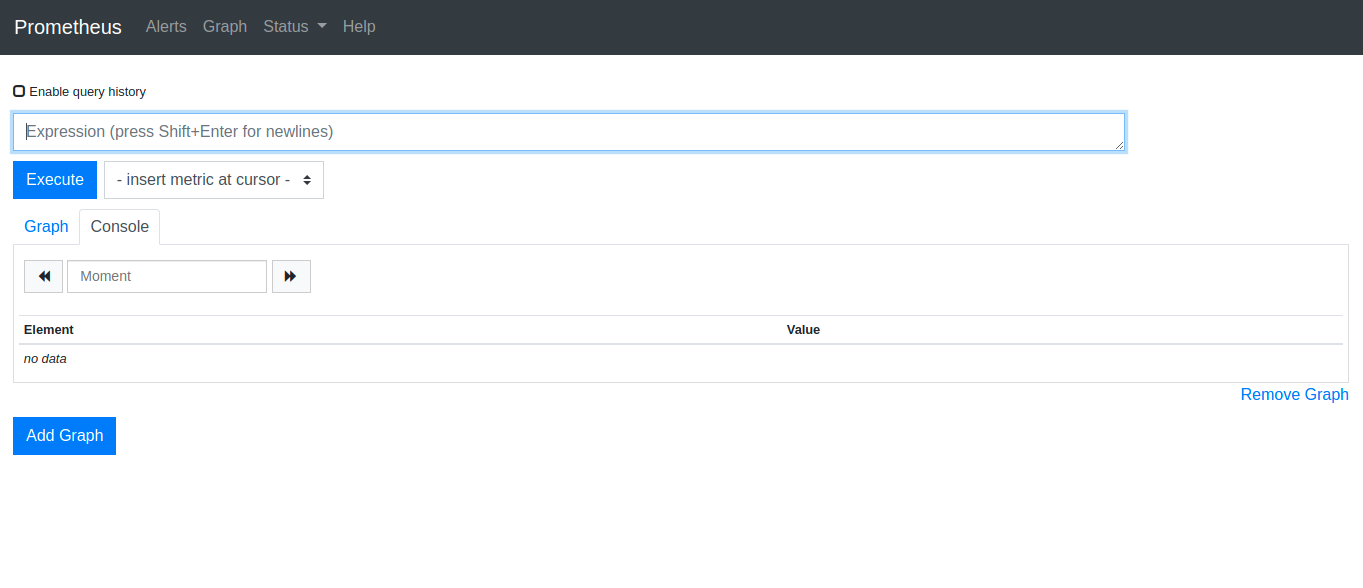 Prometheus Alerts Graph Status Help
Enable query history
Expression (press Shift+Enter for newlines)
Execute - insert metric at cursor -
Graph Console
Moment
Element Value
no data
Remove Graph
Add Graph